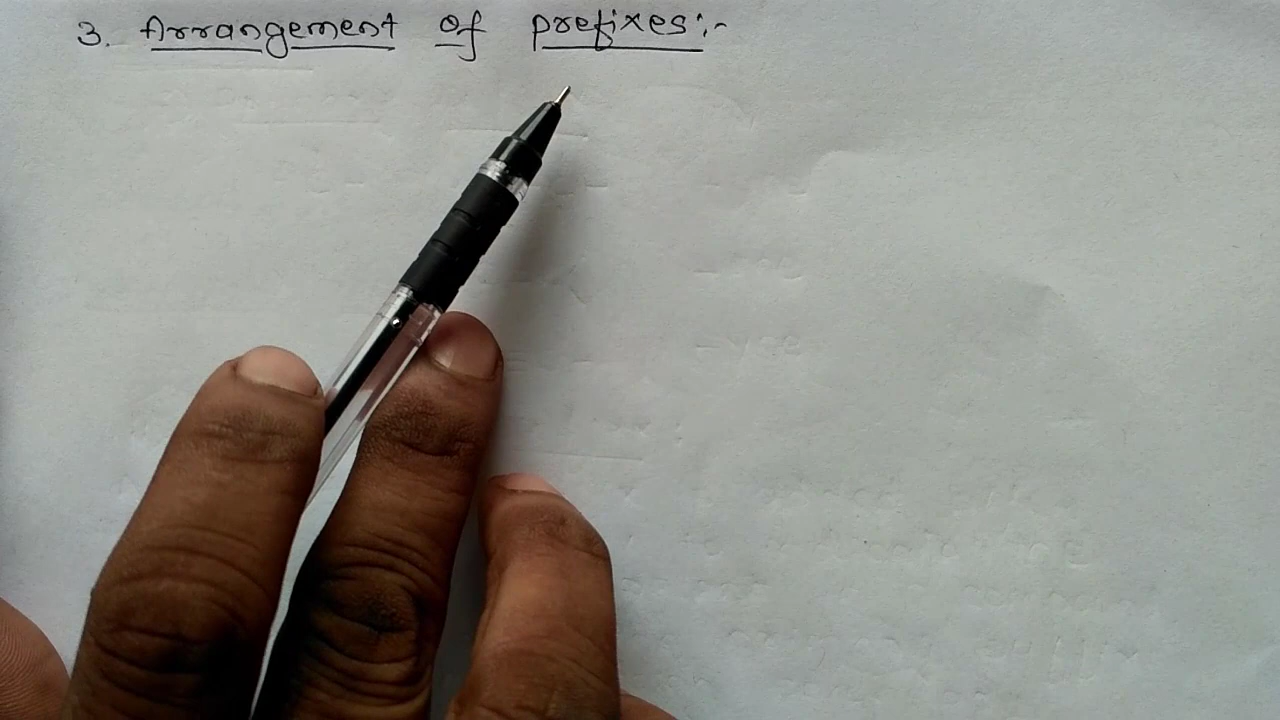 3. Arrangement of prefixes:-